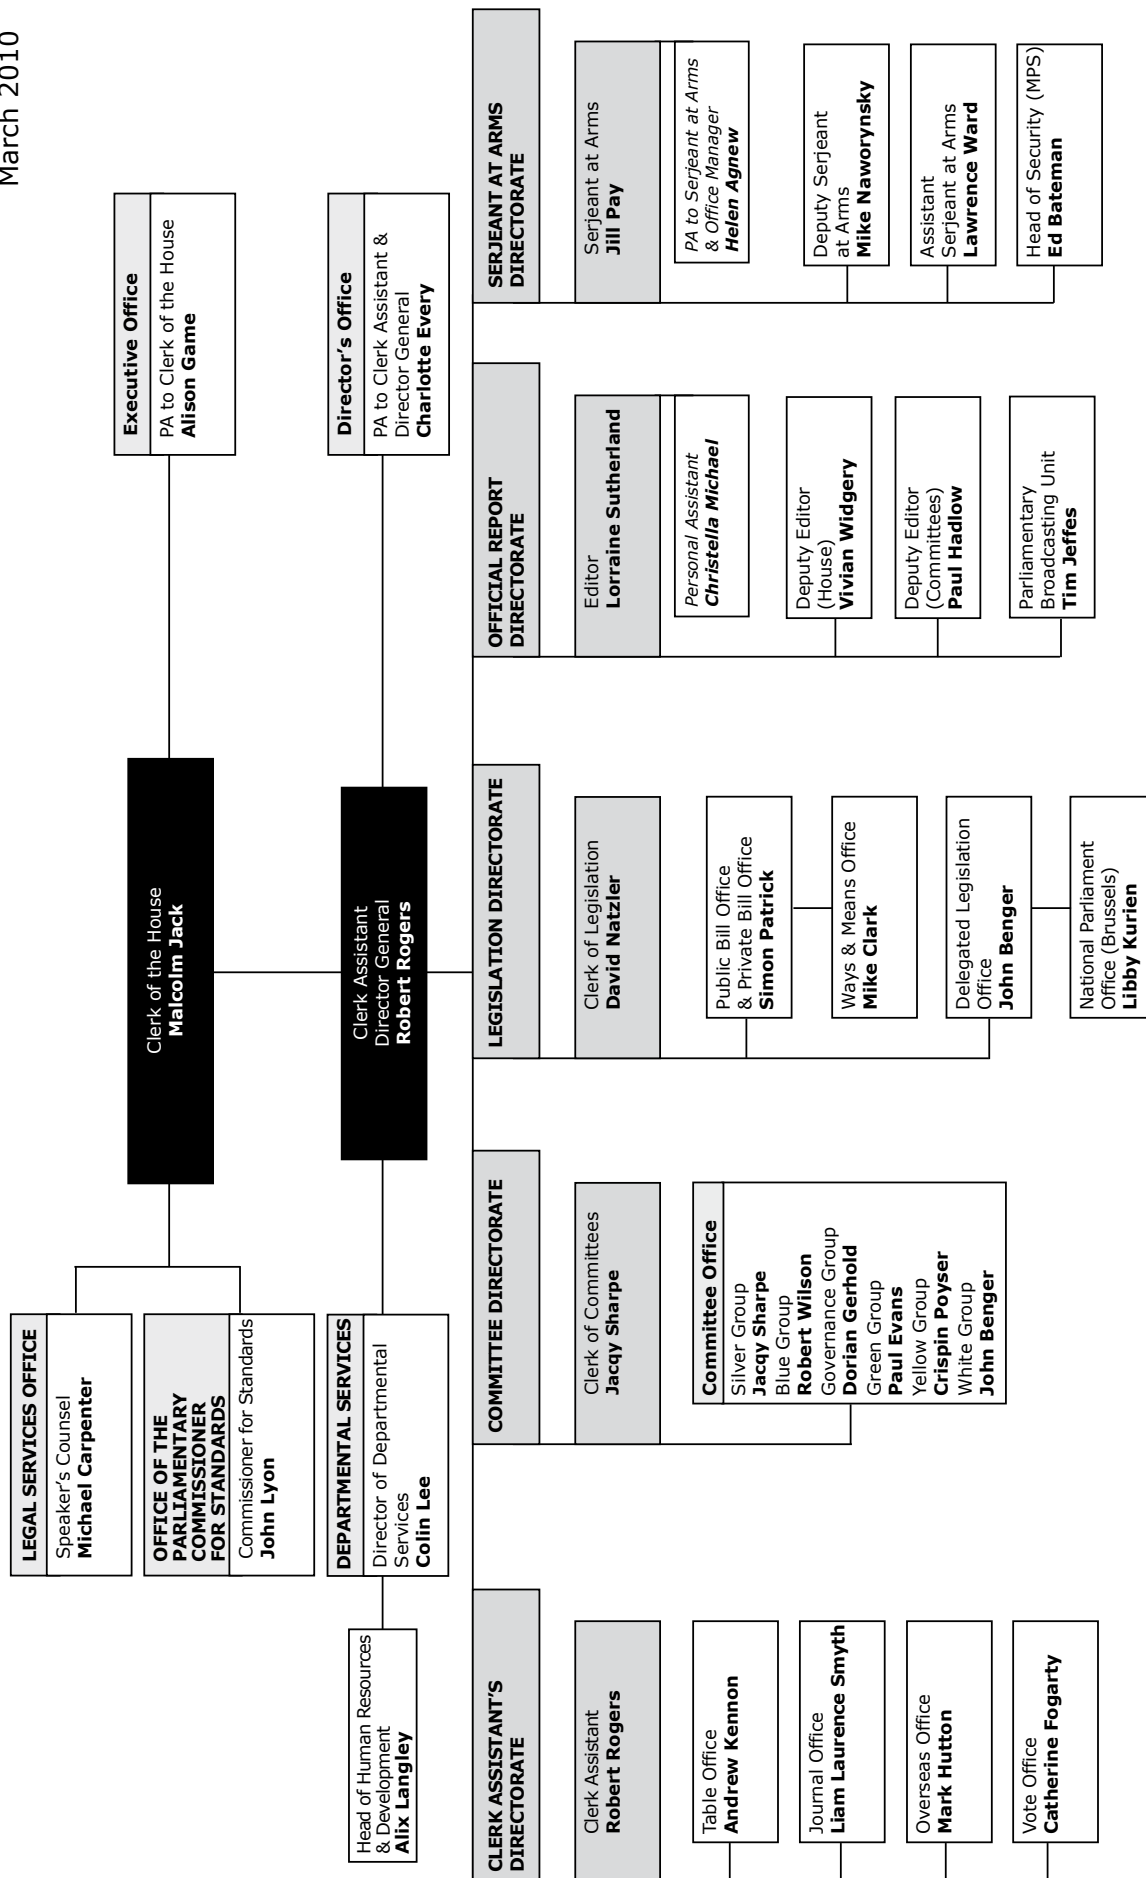 March 2010
LEGAL SERVICES OFFICE
Speaker's Counsel
Michael Carpenter
OFFICE OF THE
PARLIAMENTARY
COMMISSIONER
FOR STANDARDS
Commissioner for Standards
John Lyon
Clerk of the House
Malcolm Jack
Executive Office
PA to Clerk of the House
Alison Game
Head of Human Resources
& Development
Alix Langley
DEPARTMENTAL SERVICES
Director of Departmental
Services
Colin Lee
Clerk Assistant
Director General
Robert Rogers
Director's Office
PA to Clerk Assistant &
Director General
Charlotte Every
CLERK ASSISTANT'S
DIRECTORATE
Clerk Assistant
Robert Rogers
Table Office
Andrew Kennon
Journal Office
Liam Laurence Smyth
Overseas Office
Mark Hutton
Vote Office
Catherine Fogarty
COMMITTEE DIRECTORATE
Clerk of Committees
Jacqy Sharpe
Committee Office
Silver Group
Jacqy Sharpe
Blue Group
Robert Wilson
Governance Group
Dorian Gerhold
Green Group
Paul Evans
Yellow Group
Crispin Poyser
White Group
John Benger
LEGISLATION DIRECTORATE
Clerk of Legislation
David Natzler
Public Bill Office
& Private Bill Office
Simon Patrick
Ways & Means Office
Mike Clark
Delegated Legislation
Office
John Benger
National Parliament
Office (Brussels)
Libby Kurien
OFFICIAL REPORT
DIRECTORATE
Editor
Lorraine Sutherland
Personal Assistant
Christella Michael
Deputy Editor
(House)
Vivian Widgery
Deputy Editor
(Committees)
Paul Hadlow
Parliamentary
Broadcasting Unit
Tim Jeffes
SERJEANT AT ARMS
DIRECTORATE
Serjeant at Arms
Jill Pay
PA to Serjeant at Arms
& Office Manager
Helen Agnew
Deputy Serjeant
at Arms
Mike Naworynsky
Assistant
Serjeant at Arms
Lawrence Ward
Head of Security (MPS)
Ed Bateman